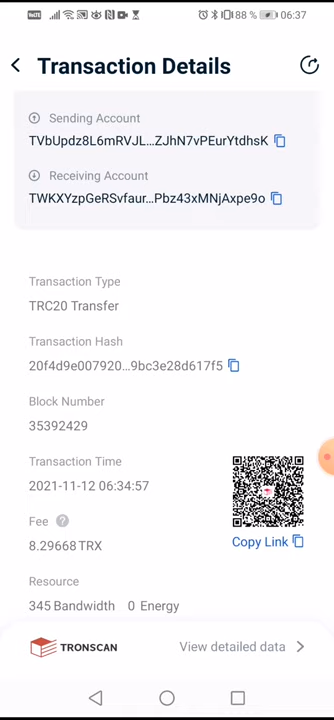 88 % 06:37
Transaction Details
Sending Account
TVbUpdz8L6mRVJL...ZJhN7vPEurYtdhsK
Receiving Account
TWKXYzpGeRSvfaur...Pbz43xMNjAxpe9o
Transaction Type
TRC20 Transfer
Transaction Hash
20f4d9e007920...9bc3e28d617f5
Block Number
35392429
Transaction Time
2021-11-12 06:34:57
Fee ?
8.29668 TRX
Copy Link
Resource
345 Bandwidth 0 Energy
TRONSCAN View detailed data